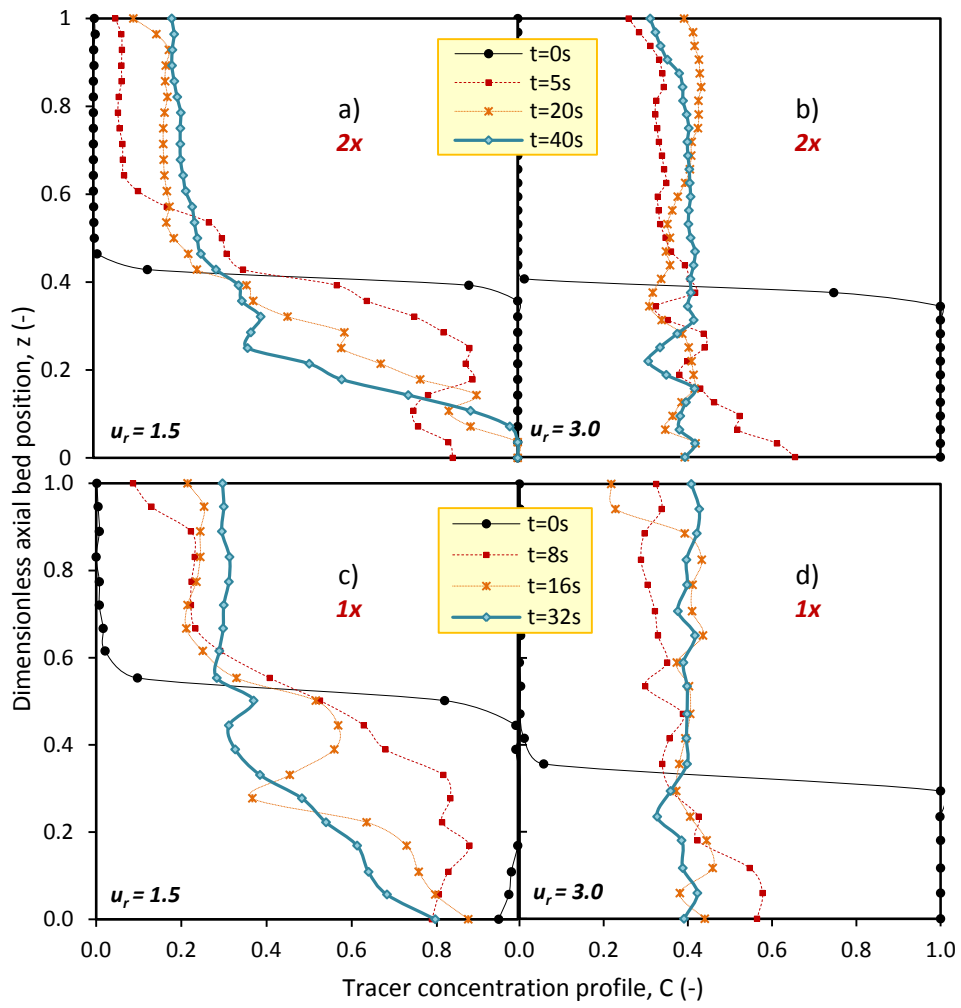 1
0.8
0.6
0.4
0.2
0
a)
2x
u_r = 1.5
t=0s
t=5s
t=20s
t=40s
b)
2x
u_r = 3.0
Dimensionless axial bed position, z (-)
1.0
0.8
0.6
0.4
0.2
0.0
c)
1x
u_r = 1.5
t=0s
t=8s
t=16s
t=32s
d)
1x
u_r = 3.0
0.0 0.2 0.4 0.6 0.8 0.0 0.2 0.4 0.6 0.8 1.0
Tracer concentration profile, C (-)